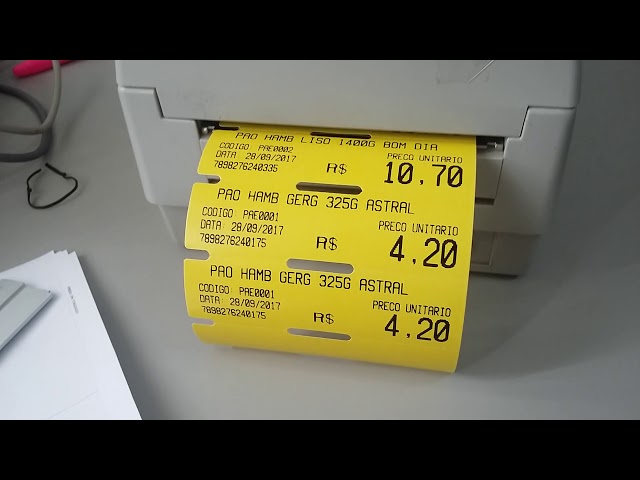 PAO HAMB LISO 1400G BOM DIA
CODIGO PAE0002
DATA: 28/09/2017
7898276240335
R$
PRECO UNITARIO
10,70
PAO HAMB GERG 325G ASTRAL
CODIGO: PAE0001
DATA: 28/09/2017
7898276240175
R$
PRECO UNITARIO
4,20
PAO HAMB GERG 325G ASTRAL
CODIGO: PAE0001
DATA: 28/09/2017
7898276240175
R$
PRECO UNITARIO
4,20